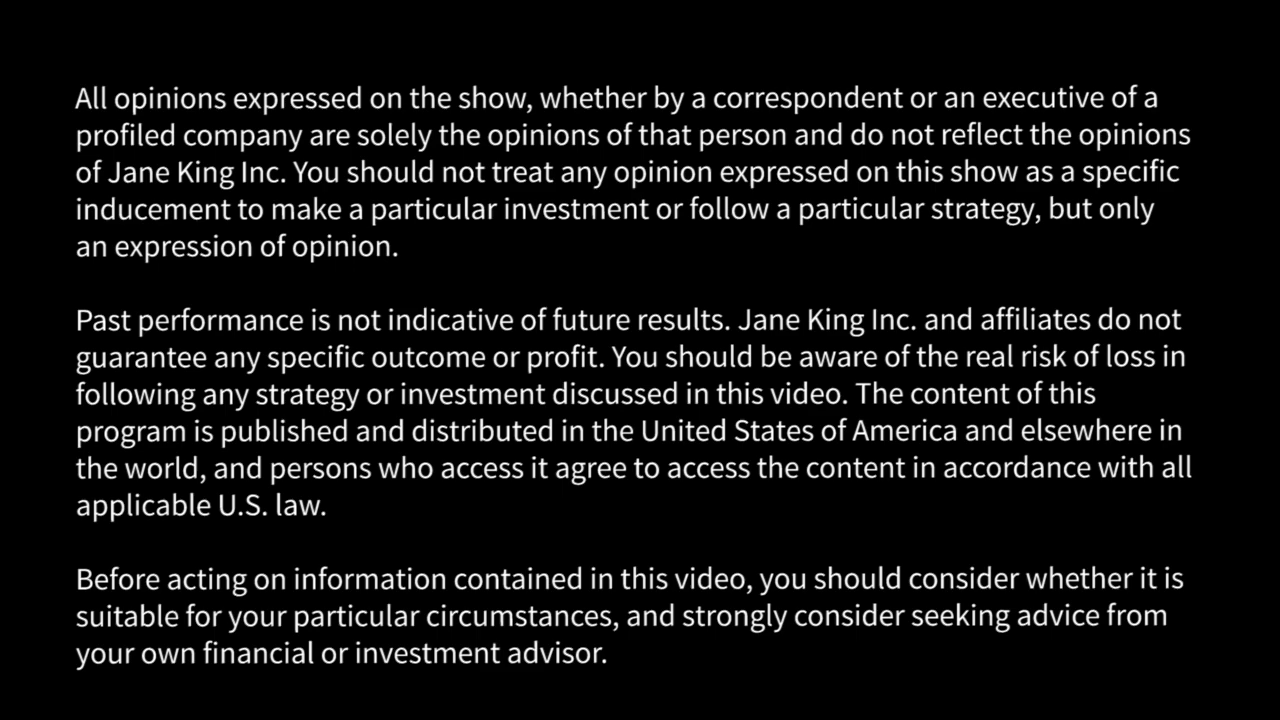 All opinions expressed on the show, whether by a correspondent or an executive of a
profiled company are solely the opinions of that person and do not reflect the opinions
of Jane King Inc. You should not treat any opinion expressed on this show as a specific
inducement to make a particular investment or follow a particular strategy, but only
an expression of opinion.
Past performance is not indicative of future results. Jane King Inc. and affiliates do not
guarantee any specific outcome or profit. You should be aware of the real risk of loss in
following any strategy or investment discussed in this video. The content of this
program is published and distributed in the United States of America and elsewhere in
the world, and persons who access it agree to access the content in accordance with all
applicable U.S. law.
Before acting on information contained in this video, you should consider whether it is
suitable for your particular circumstances, and strongly consider seeking advice from
your own financial or investment advisor.